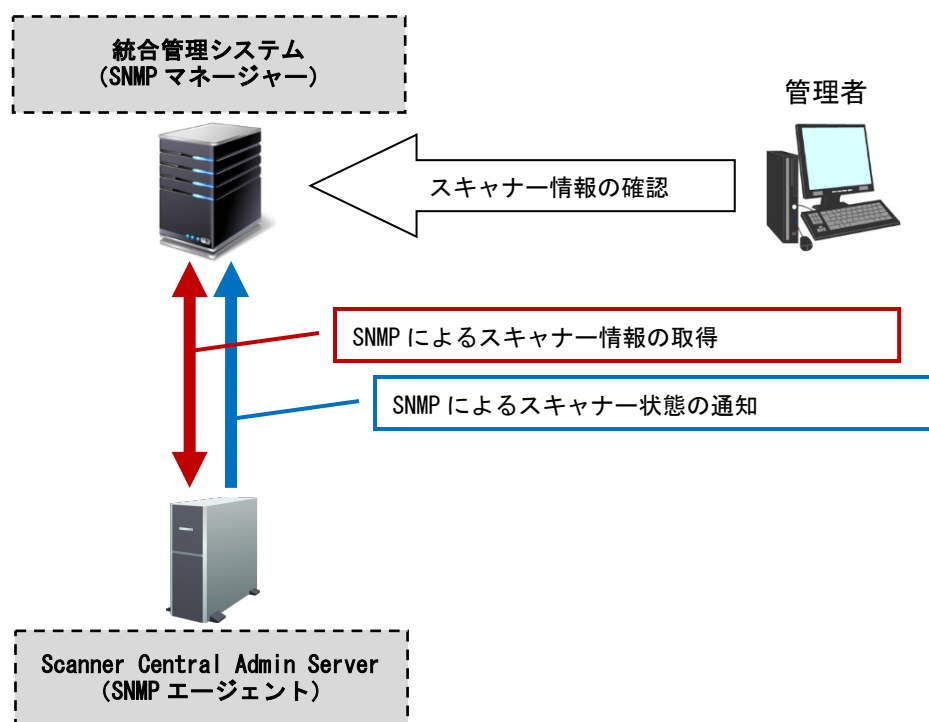 統合管理システム
(SNMP マネージャー)
管理者
スキャナー情報の確認
SNMP によるスキャナー情報の取得
SNMP によるスキャナー状態の通知
Scanner Central Admin Server
(SNMP エージェント)